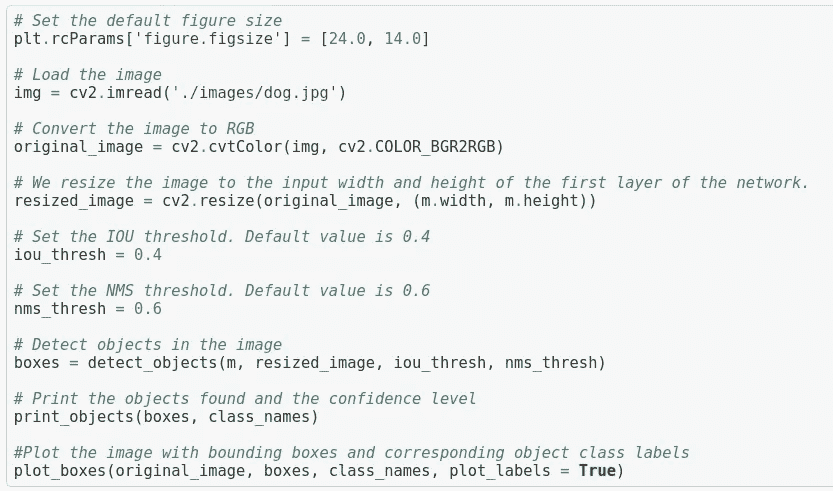 # Set the default figure size
plt.rcParams['figure.figsize'] = [24.0, 14.0]
# Load the image
img = cv2.imread('./images/dog.jpg')
# Convert the image to RGB
original_image = cv2.cvtColor(img, cv2.COLOR_BGR2RGB)
# We resize the image to the input width and height of the first layer of the network.
resized_image = cv2.resize(original_image, (m.width, m.height))
# Set the IOU threshold. Default value is 0.4
iou_thresh = 0.4
# Set the NMS threshold. Default value is 0.6
nms_thresh = 0.6
# Detect objects in the image
boxes = detect_objects(m, resized_image, iou_thresh, nms_thresh)
# Print the objects found and the confidence level
print_objects(boxes, class_names)
#Plot the image with bounding boxes and corresponding object class labels
plot_boxes(original_image, boxes, class_names, plot_labels = True)